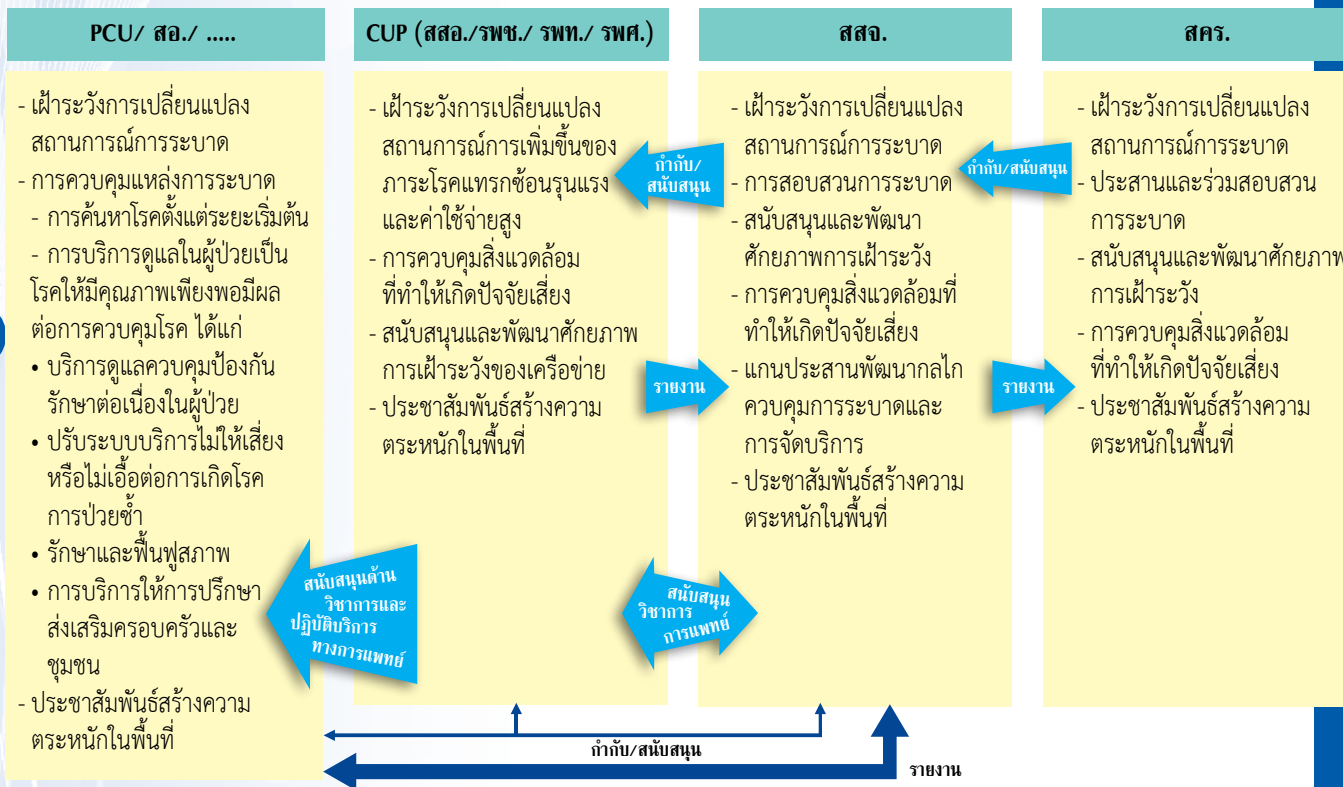 PCU/ สอ./ .....
- เฝ้าระวังการเปลี่ยนแปลง
สถานการณ์การระบาด
- การควบคุมแหล่งการระบาด
- การค้นหาโรคตั้งแต่ระยะเริ่มต้น
- การบริการดูแลในผู้ป่วยเป็น
โรคให้มีคุณภาพเพียงพอมีผล
ต่อการควบคุมโรค ได้แก่
• บริการดูแลควบคุมป้องกัน
รักษาต่อเนื่องในผู้ป่วย
• ปรับระบบบริการไม่ให้เสี่ยง
หรือไม่เอื้อต่อการเกิดโรค
การป่วยซ้ำ
• รักษาและฟื้นฟูสภาพ
• การบริการให้การปรึกษา
ส่งเสริมครอบครัวและ
ชุมชน
- ประชาสัมพันธ์สร้างความ
ตระหนักในพื้นที่
สนับสนุนด้าน
วิชาการและ
ปฏิบัติบริการ
ทางการแพทย์
CUP (สสอ./รพช./ รพท./ รพศ.)
- เฝ้าระวังการเปลี่ยนแปลง
สถานการณ์การเพิ่มขึ้นของ
ภาระโรคแทรกซ้อนรุนแรง
และค่าใช้จ่ายสูง
- การควบคุมสิ่งแวดล้อม
ที่ทำให้เกิดปัจจัยเสี่ยง
- สนับสนุนและพัฒนาศักยภาพ
การเฝ้าระวังของเครือข่าย
- ประชาสัมพันธ์สร้างความ
ตระหนักในพื้นที่
กำกับ/
สนับสนุน
รายงาน
สนับสนุน
วิชาการ
การแพทย์
สสจ.
- เฝ้าระวังการเปลี่ยนแปลง
สถานการณ์การระบาด
- การสอบสวนการระบาด
- สนับสนุนและพัฒนา
ศักยภาพการเฝ้าระวัง
- การควบคุมสิ่งแวดล้อมที่
ทำให้เกิดปัจจัยเสี่ยง
- แกนประสานพัฒนากลไก
ควบคุมการระบาดและ
การจัดบริการ
- ประชาสัมพันธ์สร้างความ
ตระหนักในพื้นที่
กำกับ/สนับสนุน
รายงาน
สคร.
- เฝ้าระวังการเปลี่ยนแปลง
สถานการณ์การระบาด
- ประสานและร่วมสอบสวน
การระบาด
- สนับสนุนและพัฒนาศักยภาพ
การเฝ้าระวัง
- การควบคุมสิ่งแวดล้อม
ที่ทำให้เกิดปัจจัยเสี่ยง
- ประชาสัมพันธ์สร้างความ
ตระหนักในพื้นที่
กำกับ/สนับสนุน
รายงาน